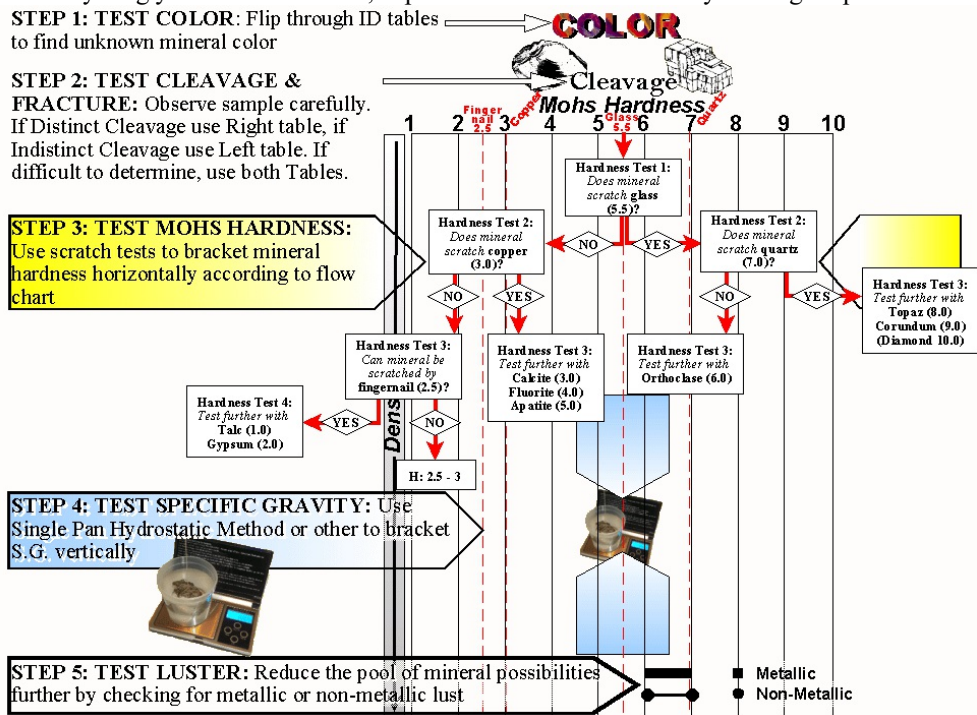 STEP 1: TEST COLOR: Flip through ID tables
to find unknown mineral color
COLOR
STEP 2: TEST CLEAVAGE &
FRACTURE: Observe sample carefully.
If Distinct Cleavage use Right table, if
Indistinct Cleavage use Left table. If
difficult to determine, use both Tables.
Cleavage
Mohs Hardness
Finger
nail
2.5
Copper
Glass
5.5
Quartz
1 2 3 4 5 6 7 8 9 10
Hardness Test 1:
Does mineral
scratch glass
(5.5)?
NO
YES
STEP 3: TEST MOHS HARDNESS:
Use scratch tests to bracket mineral
hardness horizontally according to flow
chart
Hardness Test 2:
Does mineral
scratch copper
(3.0)?
NO
YES
Hardness Test 2:
Does mineral
scratch quartz
(7.0)?
NO
YES
Hardness Test 3:
Test further with
Topaz (8.0)
Corundum (9.0)
(Diamond 10.0)
Hardness Test 3:
Can mineral be
scratched by
fingernail (2.5)?
YES
NO
Hardness Test 3:
Test further with
Calcite (3.0)
Fluorite (4.0)
Apatite (5.0)
Hardness Test 3:
Test further with
Orthoclase (6.0)
Hardness Test 4:
Test further with
Talc (1.0)
Gypsum (2.0)
H: 2.5 - 3
Dens
STEP 4: TEST SPECIFIC GRAVITY: Use
Single Pan Hydrostatic Method or other to bracket
S.G. vertically
STEP 5: TEST LUSTER: Reduce the pool of mineral possibilities
further by checking for metallic or non-metallic lust
Metallic
Non-Metallic